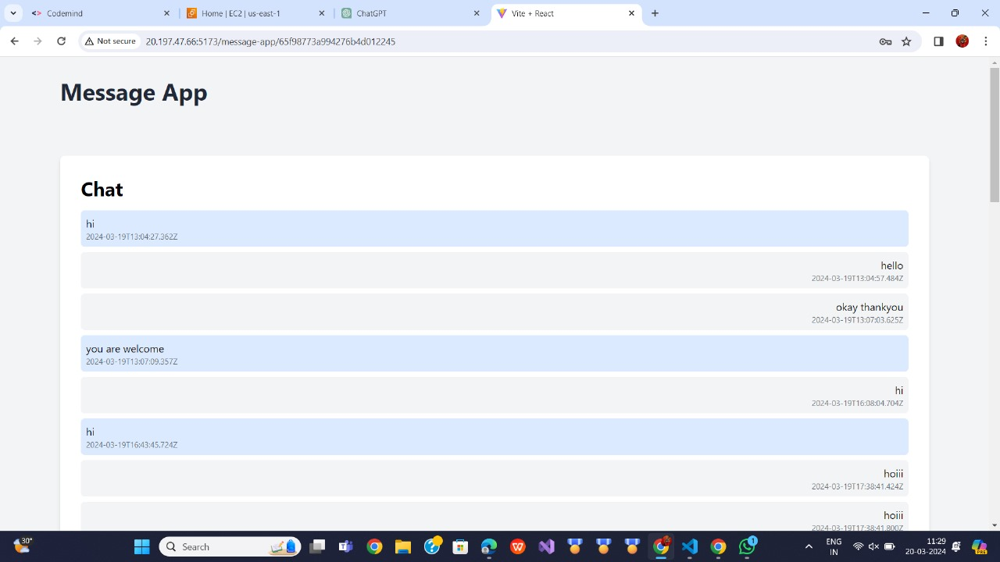 Codemind
Home | EC2 | us-east-1
ChatGPT
Vite + React
Not secure
20.197.47.66:5173/message-app/65f98773a994276b4d012245
Message App
Chat
hi
2024-03-19T13:04:27.362Z
hello
2024-03-19T13:04:57.484Z
okay thankyou
2024-03-19T13:07:03.625Z
you are welcome
2024-03-19T13:07:09.357Z
hi
2024-03-19T16:08:04.704Z
hi
2024-03-19T16:43:45.724Z
hoiii
2024-03-19T17:38:41.424Z
hoiii
2024-03-19T17:38:41.800Z
30°
Search
1
ENG
IN
11:29
20-03-2024
PRE